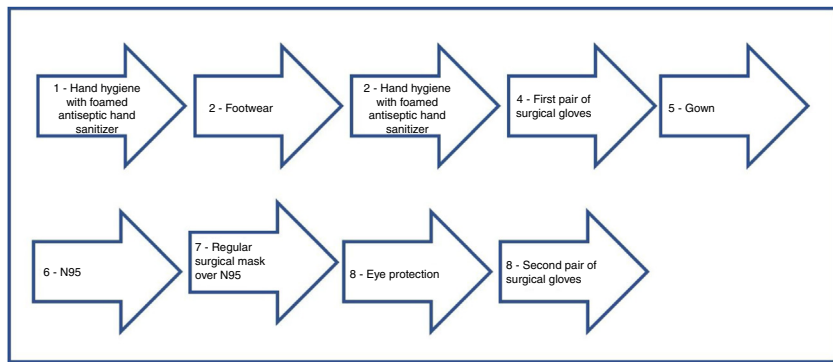 1 - Hand hygiene
with foamed
antiseptic hand
sanitizer
2 - Footwear
2 - Hand hygiene
with foamed
antiseptic hand
sanitizer
4 - First pair of
surgical gloves
5 - Gown
6 - N95
7 - Regular
surgical mask
over N95
8 - Eye protection
8 - Second pair of
surgical gloves